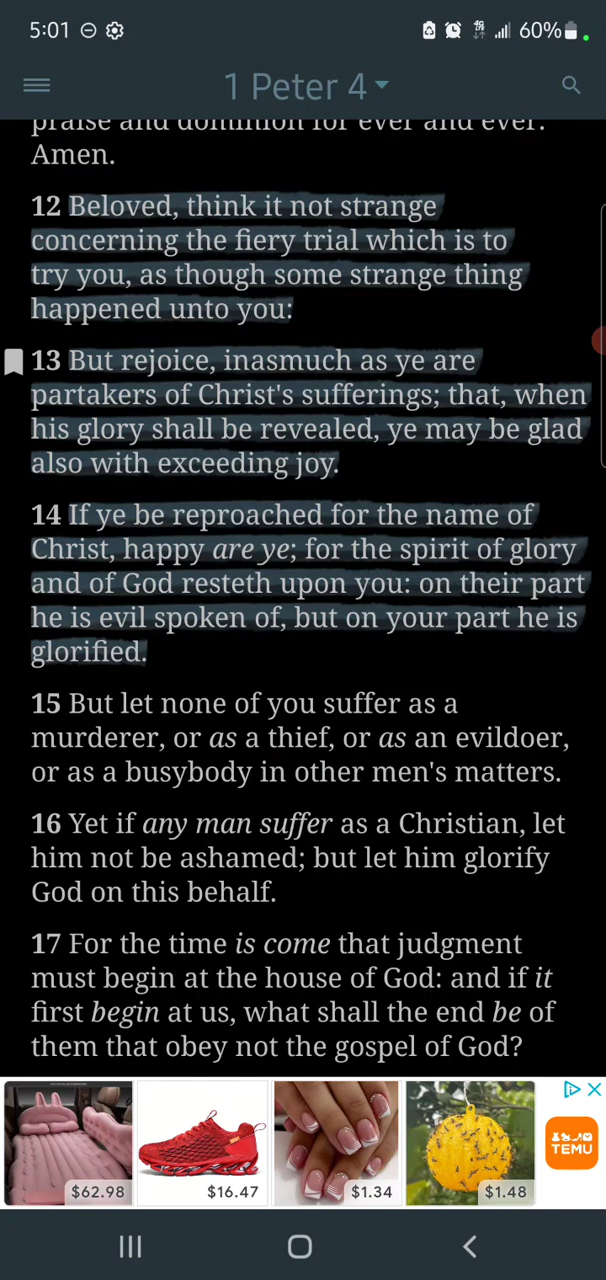 5:01
4G
60%
1 Peter 4
praise and dominion for ever and ever.
Amen.
12 Beloved, think it not strange
concerning the fiery trial which is to
try you, as though some strange thing
happened unto you:
13 But rejoice, inasmuch as ye are
partakers of Christ's sufferings; that, when
his glory shall be revealed, ye may be glad
also with exceeding joy.
14 If ye be reproached for the name of
Christ, happy are ye; for the spirit of glory
and of God resteth upon you: on their part
he is evil spoken of, but on your part he is
glorified.
15 But let none of you suffer as a
murderer, or as a thief, or as an evildoer,
or as a busybody in other men's matters.
16 Yet if any man suffer as a Christian, let
him not be ashamed; but let him glorify
God on this behalf.
17 For the time is come that judgment
must begin at the house of God: and if it
first begin at us, what shall the end be of
them that obey not the gospel of God?
$62.98
$16.47
$1.34
$1.48
TEMU